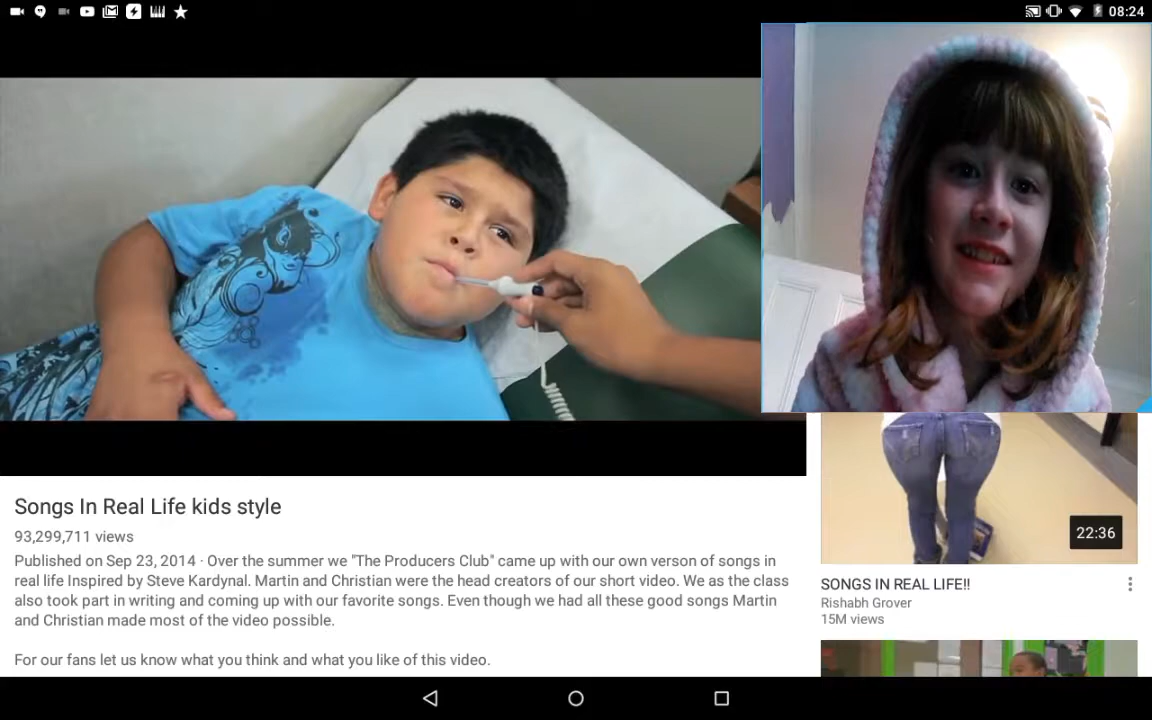 08:24
Songs In Real Life kids style
93,299,711 views
Published on Sep 23, 2014 · Over the summer we "The Producers Club" came up with our own verson of songs in
real life Inspired by Steve Kardynal. Martin and Christian were the head creators of our short video. We as the class
also took part in writing and coming up with our favorite songs. Even though we had all these good songs Martin
and Christian made most of the video possible.
For our fans let us know what you think and what you like of this video.
22:36
SONGS IN REAL LIFE!!
Rishabh Grover
15M views